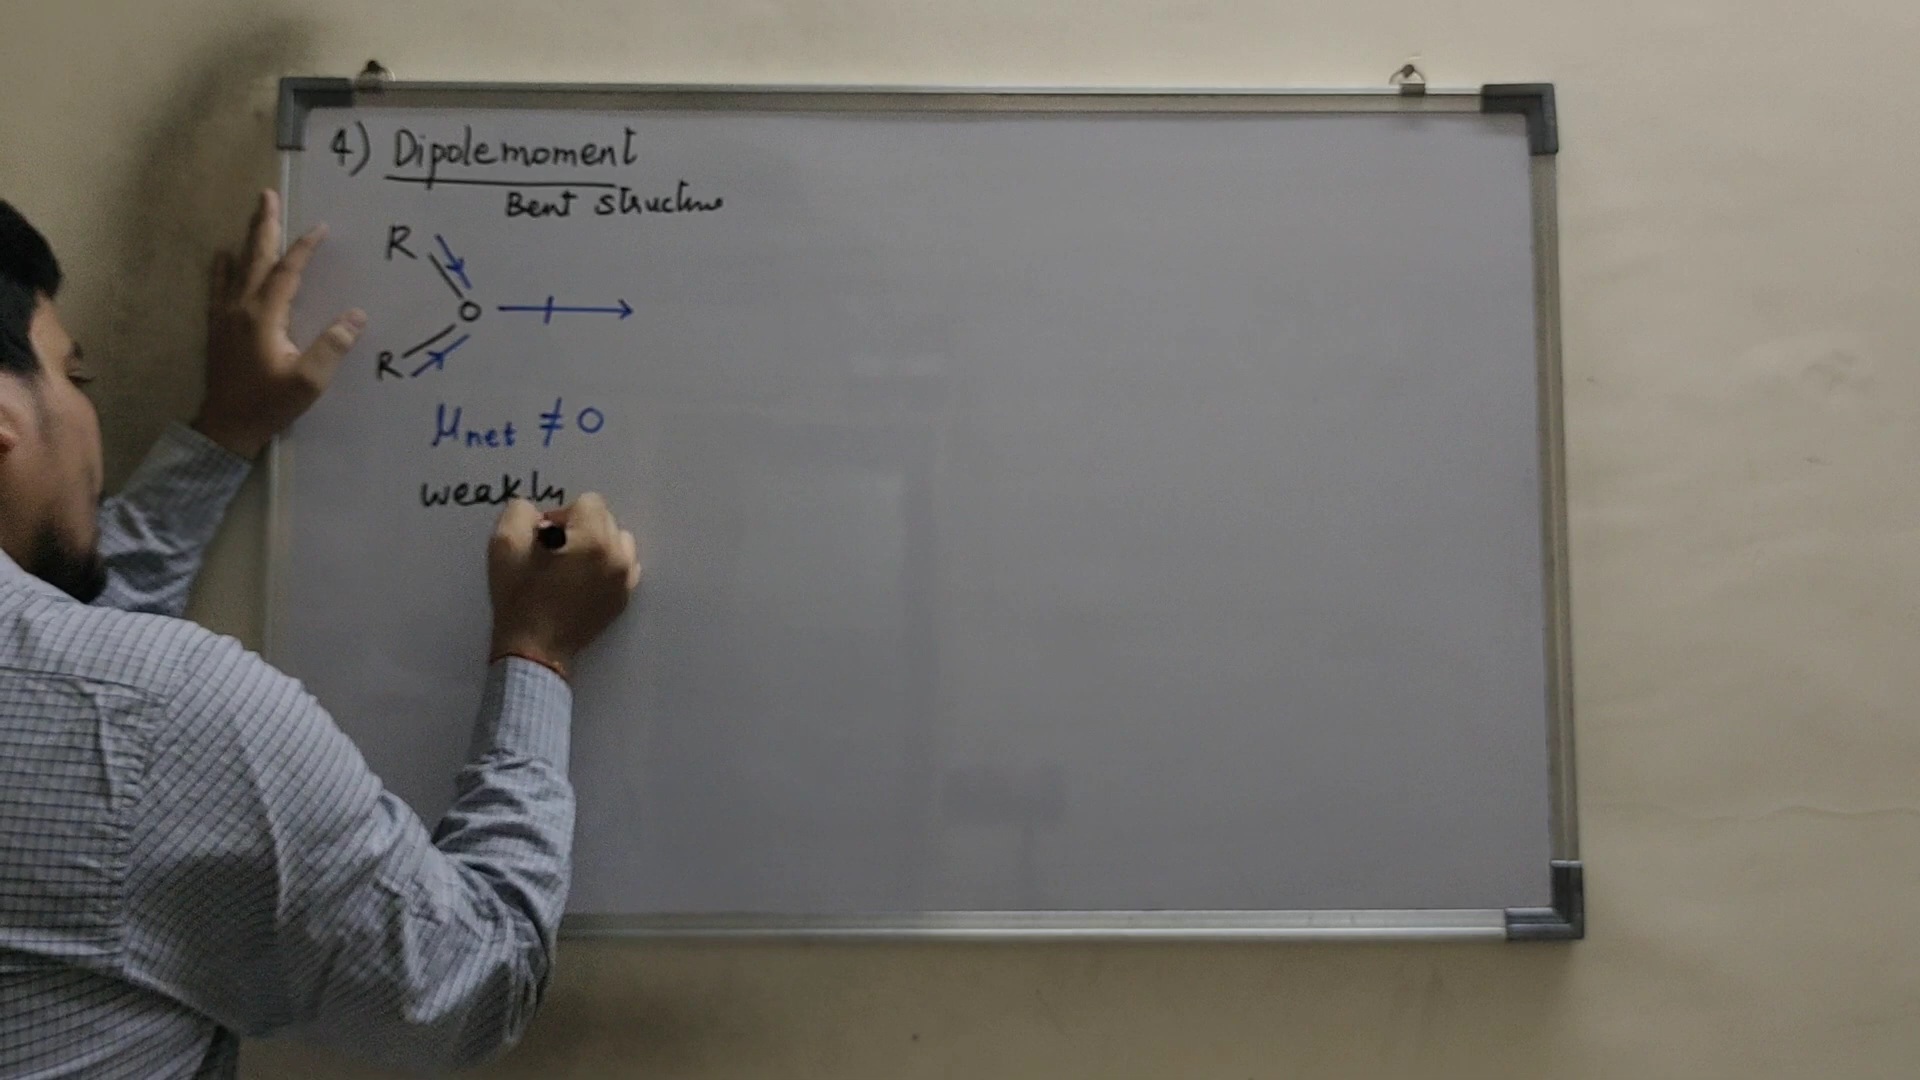 4) Dipolemoment
Bent structure
R
O
R
μnet ≠ 0
weakly